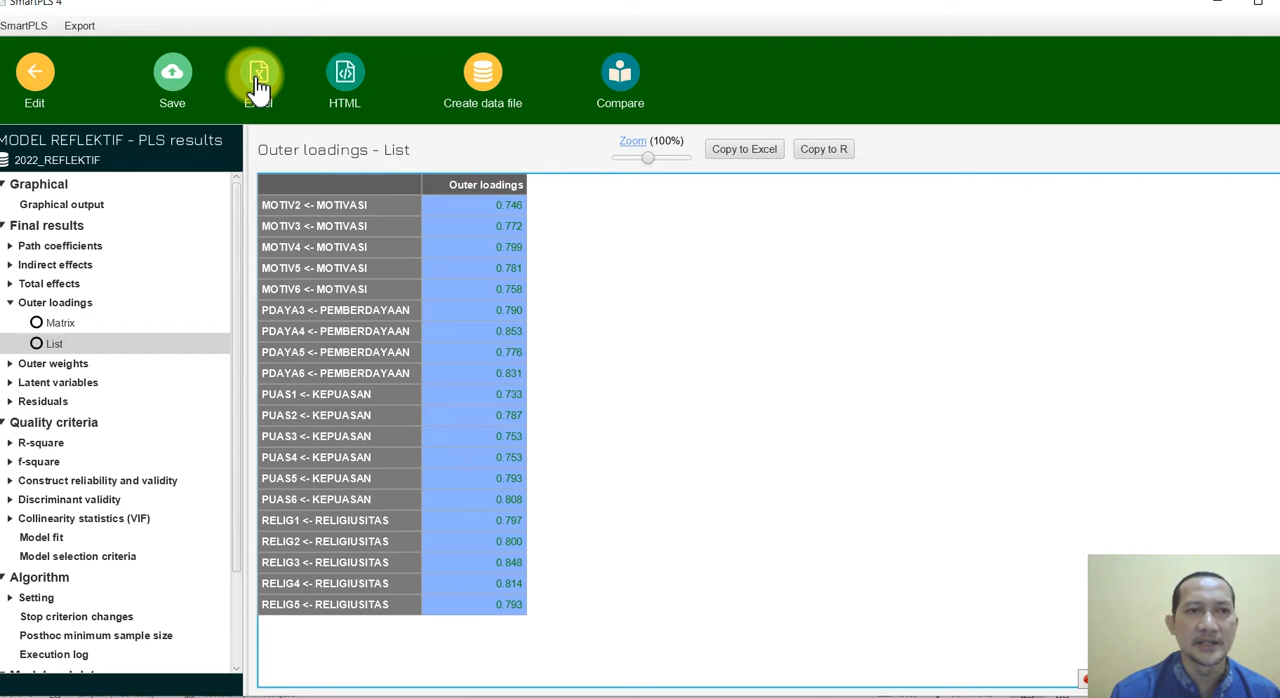 SmartPLS 4
SmartPLS Export
Edit Save Excel HTML Create data file Compare
MODEL REFLEKTIF - PLS results
2022_REFLEKTIF
Graphical
Graphical output
Final results
Path coefficients
Indirect effects
Total effects
Outer loadings
Matrix
List
Outer weights
Latent variables
Residuals
Quality criteria
R-square
f-square
Construct reliability and validity
Discriminant validity
Collinearity statistics (VIF)
Model fit
Model selection criteria
Algorithm
Setting
Stop criterion changes
Posthoc minimum sample size
Execution log
Outer loadings - List
Zoom (100%)
Copy to Excel Copy to R
Outer loadings
MOTIV2 <- MOTIVASI 0.746
MOTIV3 <- MOTIVASI 0.772
MOTIV4 <- MOTIVASI 0.799
MOTIV5 <- MOTIVASI 0.781
MOTIV6 <- MOTIVASI 0.758
PDAYA3 <- PEMBERDAYAAN 0.790
PDAYA4 <- PEMBERDAYAAN 0.853
PDAYA5 <- PEMBERDAYAAN 0.776
PDAYA6 <- PEMBERDAYAAN 0.831
PUAS1 <- KEPUASAN 0.733
PUAS2 <- KEPUASAN 0.787
PUAS3 <- KEPUASAN 0.753
PUAS4 <- KEPUASAN 0.753
PUAS5 <- KEPUASAN 0.793
PUAS6 <- KEPUASAN 0.808
RELIG1 <- RELIGIUSITAS 0.797
RELIG2 <- RELIGIUSITAS 0.800
RELIG3 <- RELIGIUSITAS 0.848
RELIG4 <- RELIGIUSITAS 0.814
RELIG5 <- RELIGIUSITAS 0.793